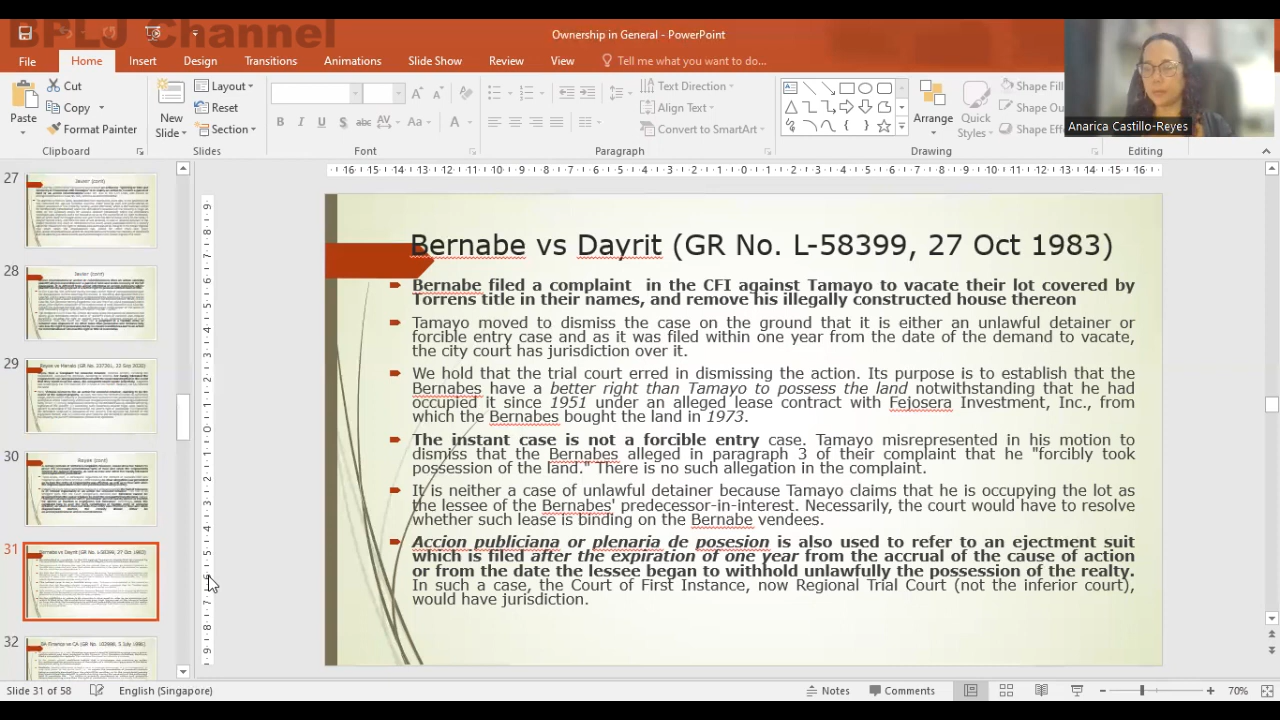 BPLJ Channel
Ownership in General - PowerPoint
File Home Insert Design Transitions Animations Slide Show Review View Tell me what you want to do...
Paste
Cut
Copy
Format Painter
Clipboard
New
Slide
Layout
Reset
Section
Slides
Font
Text Direction
Align Text
Convert to SmartArt
Paragraph
Arrange
Quick
Styles
Shape Fill
Shape Ou
Shape Effe
Drawing
Editing
Anarica Castillo-Reyes
27
28
29
30
31
32
Bernabe vs Dayrit (GR No. L-58399, 27 Oct 1983)
Bernabe filed a complaint in the CFI against Tamayo to vacate their lot covered by
Torrens title in their names, and remove his illegally constructed house thereon
Tamayo moved to dismiss the case on the ground that it is either an unlawful detainer or
forcible entry case and as it was filed within one year from the date of the demand to vacate,
the city court has jurisdiction over it.
We hold that the trial court erred in dismissing the action. Its purpose is to establish that the
Bernabes have a better right than Tamayo to possess the land notwithstanding that he had
occupied it since 1951 under an alleged lease contract with Fejosera Investment, Inc., from
which the Bernabes bought the land in 1973.
The instant case is not a forcible entry case. Tamayo misrepresented in his motion to
dismiss that the Bernabes alleged in paragraph 3 of their complaint that he "forcibly took
possession of the land." There is no such allegation in the complaint.
It is neither a case of unlawful detainer because Tamayo claims that he is occupying the lot as
the lessee of the Bernabes' predecessor-in-interest. Necessarily, the court would have to resolve
whether such lease is binding on the Bernabe vendees.
Accion publiciana or plenaria de posesion is also used to refer to an ejectment suit
which is filed after the expiration of one year from the accrual of the cause of action
or from the date the lessee began to withhold unlawfully the possession of the realty.
In such a case, the Court of First Instance, now Regional Trial Court (not the inferior court),
would have jurisdiction.
Slide 31 of 58 English (Singapore) Notes Comments 70%